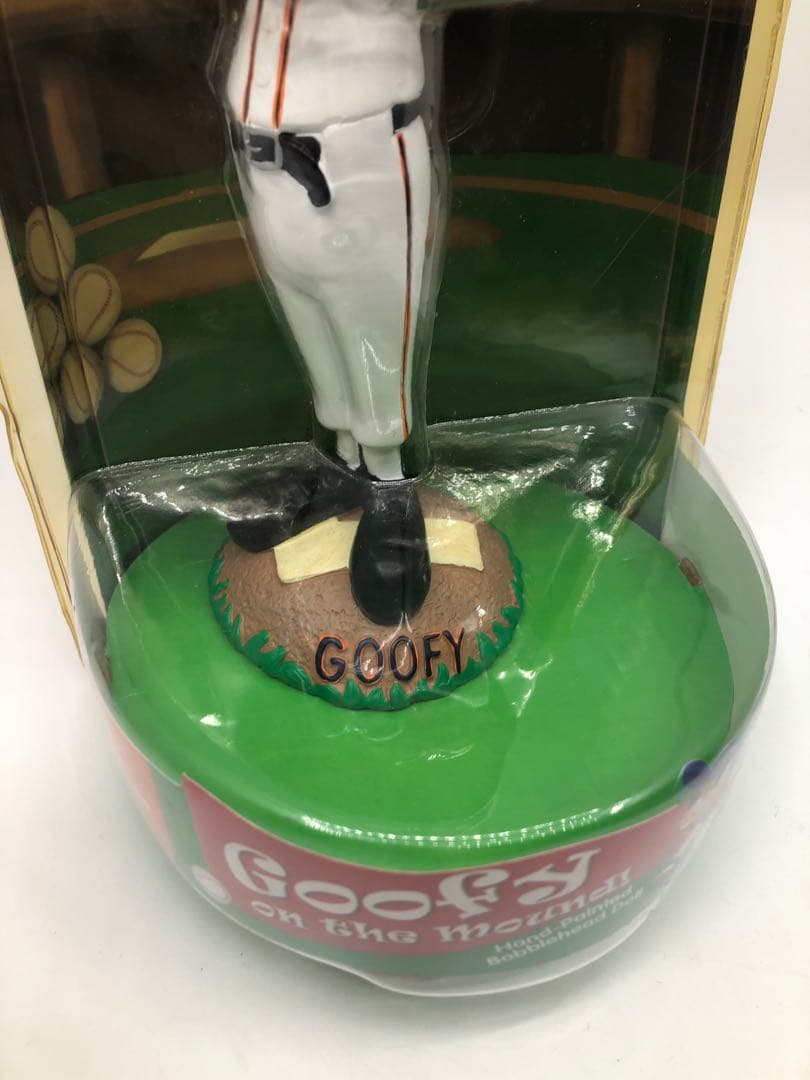 GOOFY
Goofy
on the mound!
Hand-Painted
Bobblehead Doll